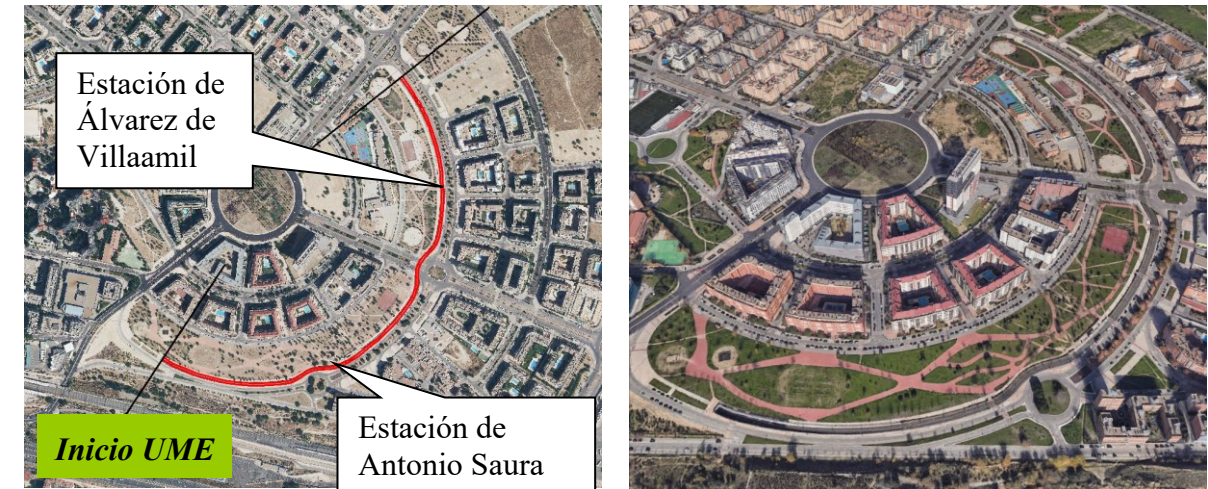 Estación de
Álvarez de
Villaamil
Inicio UME
Estación de
Antonio Saura